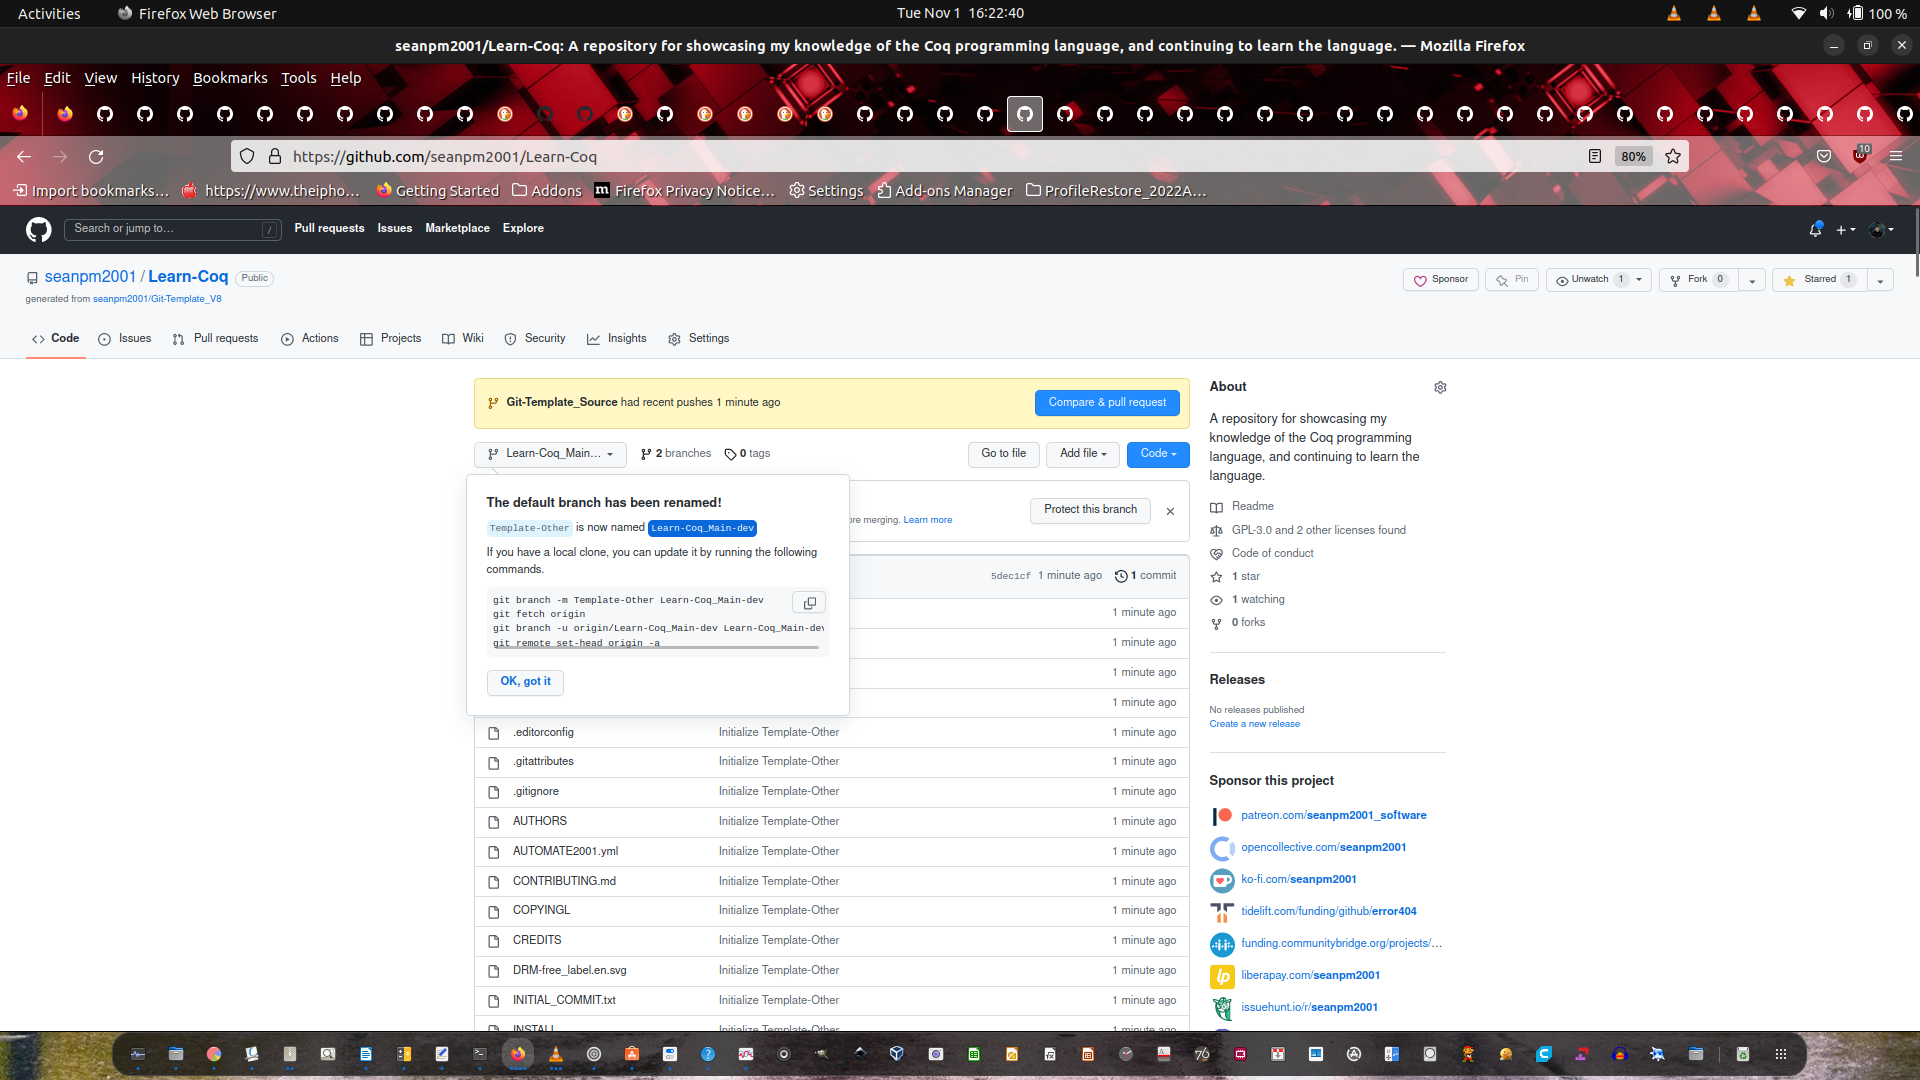 Activities
Firefox Web Browser
Tue Nov 1 16:22:40
100 %
seanpm2001/Learn-Coq: A repository for showcasing my knowledge of the Coq programming language, and continuing to learn the language. — Mozilla Firefox
File Edit View History Bookmarks Tools Help
https://github.com/seanpm2001/Learn-Coq
80%
10
Import bookmarks…
https://www.theipho…
Getting Started
Addons
m Firefox Privacy Notice…
Settings
Add-ons Manager
ProfileRestore_2022A…
Search or jump to…
/
Pull requests
Issues
Marketplace
Explore
seanpm2001 / Learn-Coq
Public
generated from seanpm2001/Git-Template_V8
Sponsor
Pin
Unwatch 1
Fork 0
Starred 1
Code
Issues
Pull requests
Actions
Projects
Wiki
Security
Insights
Settings
Git-Template_Source had recent pushes 1 minute ago
Compare & pull request
Learn-Coq_Main…
2 branches
0 tags
Go to file
Add file
Code
The default branch has been renamed!
Template-Other is now named Learn-Coq_Main-dev
If you have a local clone, you can update it by running the following
commands.
git branch -m Template-Other Learn-Coq_Main-dev
git fetch origin
git branch -u origin/Learn-Coq_Main-dev Learn-Coq_Main-dev
git remote set-head origin -a
OK, got it
ore merging. Learn more
Protect this branch
5dec1cf 1 minute ago
1 commit
1 minute ago
1 minute ago
1 minute ago
1 minute ago
.editorconfig Initialize Template-Other 1 minute ago
.gitattributes Initialize Template-Other 1 minute ago
.gitignore Initialize Template-Other 1 minute ago
AUTHORS Initialize Template-Other 1 minute ago
AUTOMATE2001.yml Initialize Template-Other 1 minute ago
CONTRIBUTING.md Initialize Template-Other 1 minute ago
COPYINGL Initialize Template-Other 1 minute ago
CREDITS Initialize Template-Other 1 minute ago
DRM-free_label.en.svg Initialize Template-Other 1 minute ago
INITIAL_COMMIT.txt Initialize Template-Other 1 minute ago
INSTALL Initialize Template-Other 1 minute ago
About
A repository for showcasing my
knowledge of the Coq programming
language, and continuing to learn the
language.
Readme
GPL-3.0 and 2 other licenses found
Code of conduct
1 star
1 watching
0 forks
Releases
No releases published
Create a new release
Sponsor this project
patreon.com/seanpm2001_software
opencollective.com/seanpm2001
ko-fi.com/seanpm2001
tidelift.com/funding/github/error404
funding.communitybridge.org/projects/…
lp liberapay.com/seanpm2001
issuehunt.io/r/seanpm2001